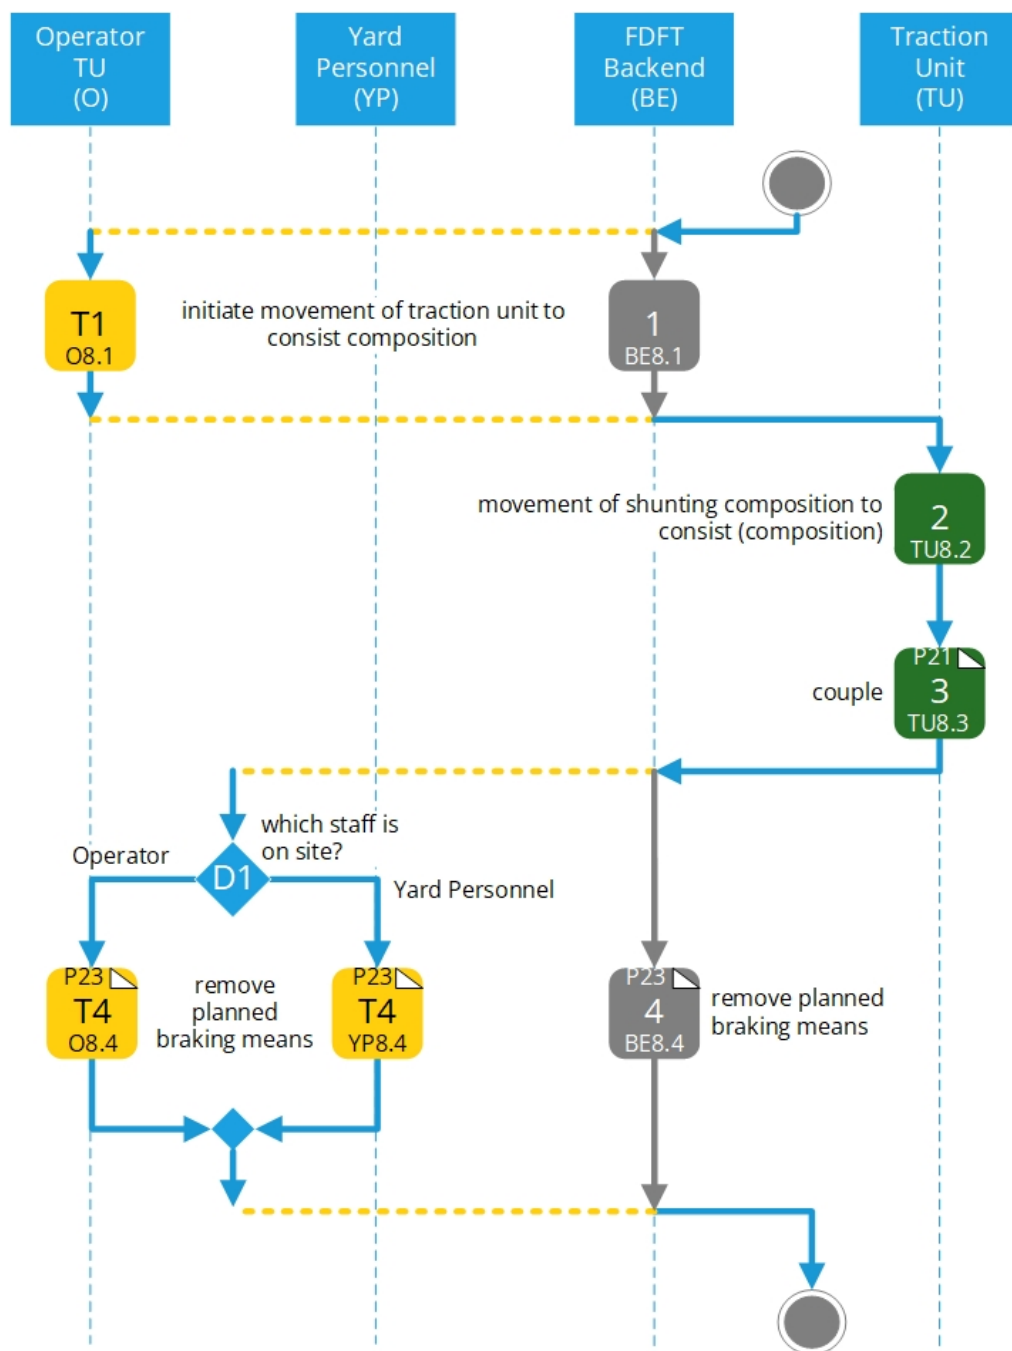 Operator
TU
(O)
Yard
Personnel
(YP)
FDFT
Backend
(BE)
Traction
Unit
(TU)
T1
O8.1
initiate movement of traction unit to
consist composition
1
BE8.1
movement of shunting composition to
consist (composition)
2
TU8.2
couple
P21
3
TU8.3
which staff is
on site?
Operator
D1
Yard Personnel
P23
T4
O8.4
remove
planned
braking means
P23
T4
YP8.4
P23
4
BE8.4
remove planned
braking means